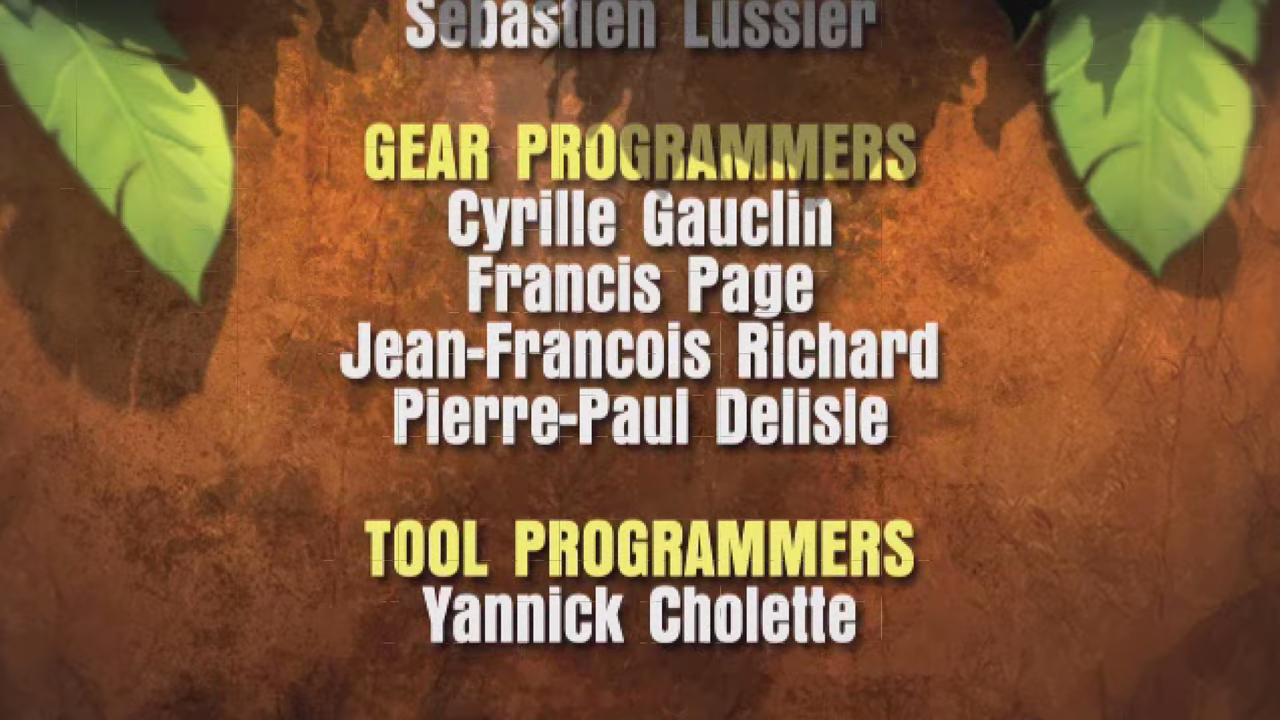 Sebastien Lussier
GEAR PROGRAMMERS
Cyrille Gauclin
Francis Page
Jean-Francois Richard
Pierre-Paul Delisle
TOOL PROGRAMMERS
Yannick Cholette